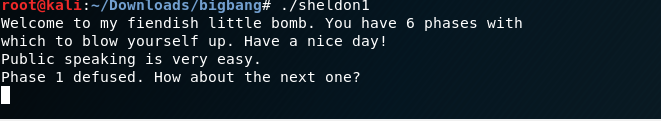 root@kali:~/Downloads/bigbang# ./sheldon1
Welcome to my fiendish little bomb. You have 6 phases with
which to blow yourself up. Have a nice day!
Public speaking is very easy.
Phase 1 defused. How about the next one?